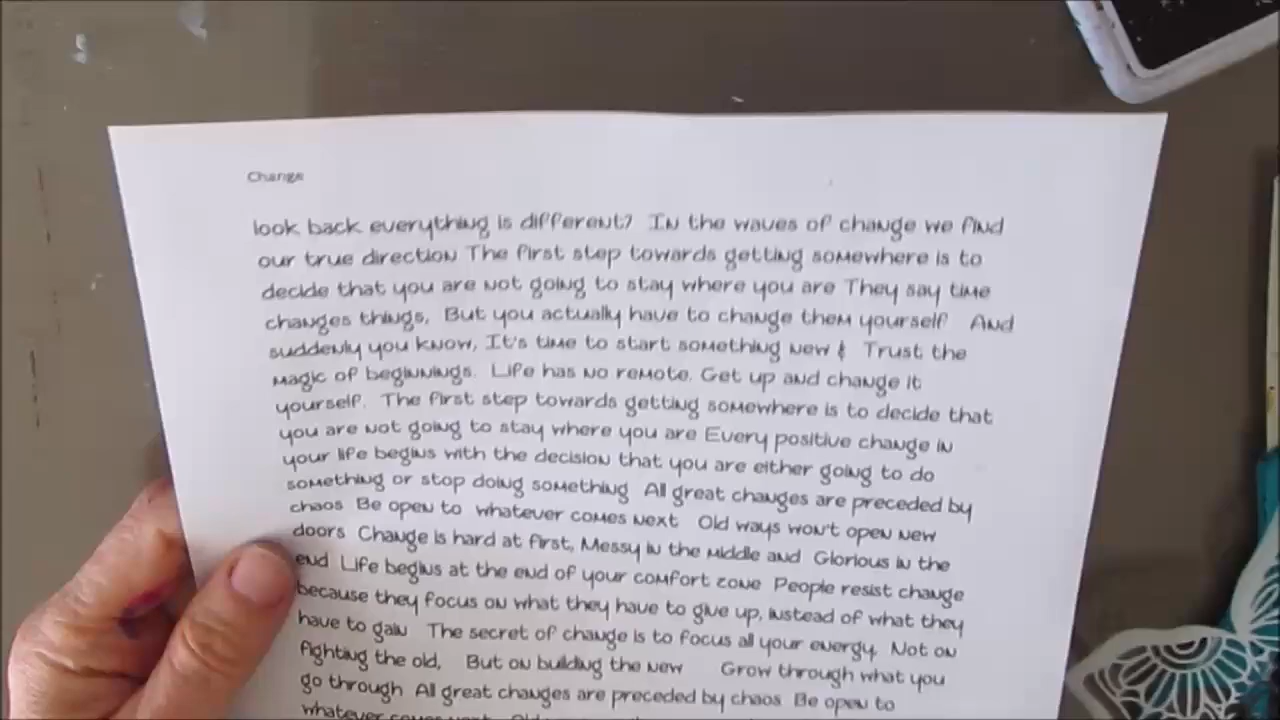 Change
look back everything is different? In the waves of change we find
our true direction The first step towards getting somewhere is to
decide that you are not going to stay where you are They say time
changes things, But you actually have to change them yourself And
suddenly you know, It's time to start something new & Trust the
magic of beginnings. Life has no remote. Get up and change it
yourself. The first step towards getting somewhere is to decide that
you are not going to stay where you are Every positive change in
your life begins with the decision that you are either going to do
something or stop doing something All great changes are preceded by
chaos Be open to whatever comes next Old ways won't open new
doors Change is hard at first, Messy in the middle and Glorious in the
end Life begins at the end of your comfort zone People resist change
because they focus on what they have to give up, instead of what they
have to gain The secret of change is to focus all your energy. Not on
fighting the old, But on building the new Grow through what you
go through All great changes are preceded by chaos Be open to
whatever comes next